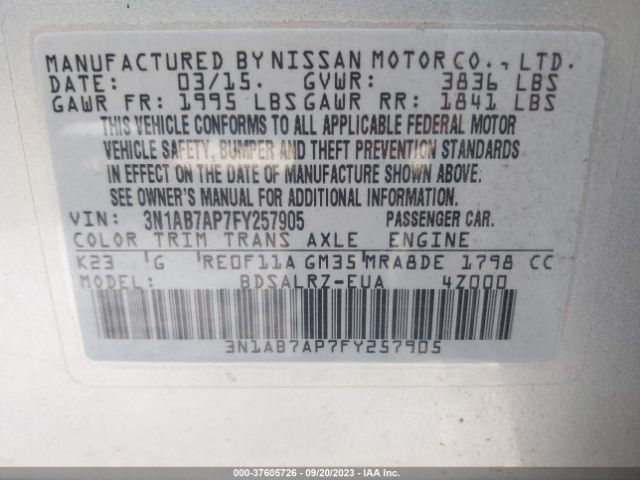 MANUFACTURED BY NISSAN MOTOR CO., LTD.
DATE: 03/15. GVWR: 3836 LBS
GAWR FR: 1995 LBS GAWR RR: 1841 LBS
THIS VEHICLE CONFORMS TO ALL APPLICABLE FEDERAL MOTOR
VEHICLE SAFETY, BUMPER AND THEFT PREVENTION STANDARDS
IN EFFECT ON THE DATE OF MANUFACTURE SHOWN ABOVE.
SEE OWNER'S MANUAL FOR ADDITIONAL INFORMATION.
VIN: 3N1AB7AP7FY257905 PASSENGER CAR.
COLOR TRIM TRANS AXLE ENGINE
K23 G RE0F11A GM35 MRA8DE 1798 CC
MODEL: BDSALRZ-EUA 4Z000
3N1AB7AP7FY257905
000-37605726 - 09/20/2023 - IAA Inc.